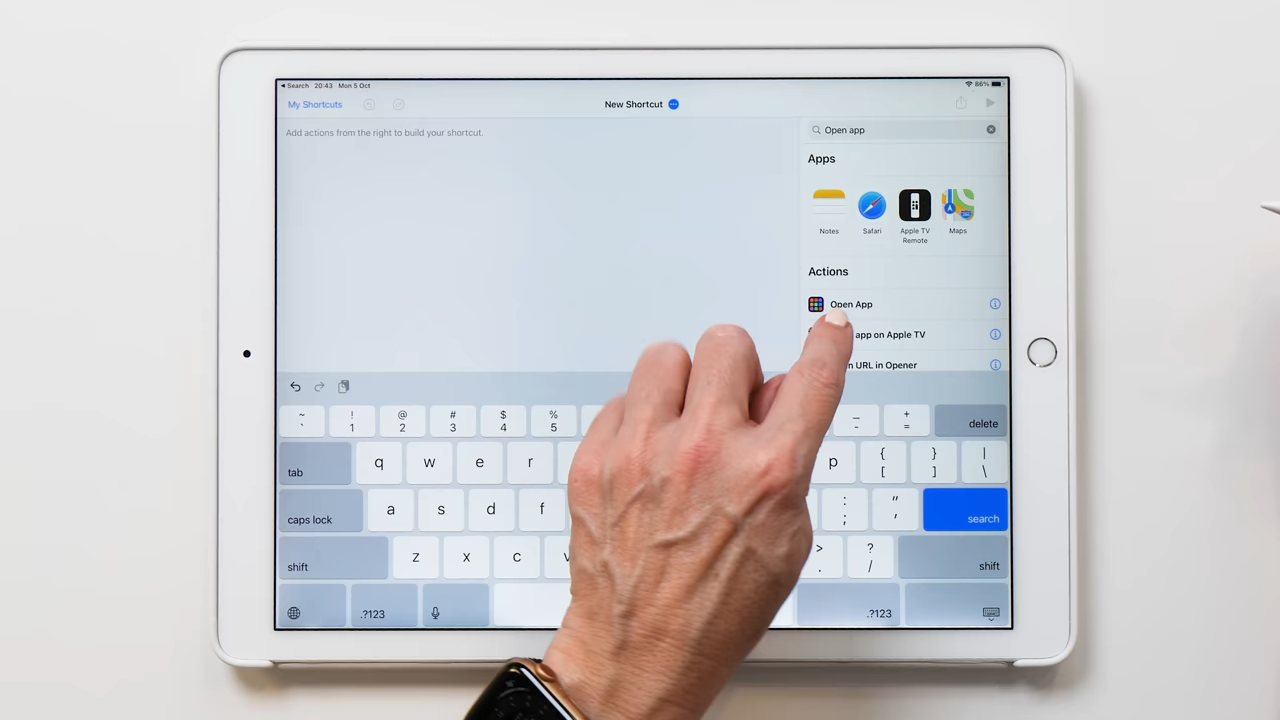 ◀ Search 20:43 Mon 5 Oct
86%
My Shortcuts
New Shortcut
Add actions from the right to build your shortcut.
Open app
Apps
Notes
Safari
Apple TV Remote
Maps
Actions
Open App
app on Apple TV
URL in Opener
~ ! @ # $ % _ +
` 1 2 3 4 5 - = delete
tab q w e r p { [ } ] | \
caps lock a s d f : ; " ' search
shift z x c > . ? / shift
.?123 .?123